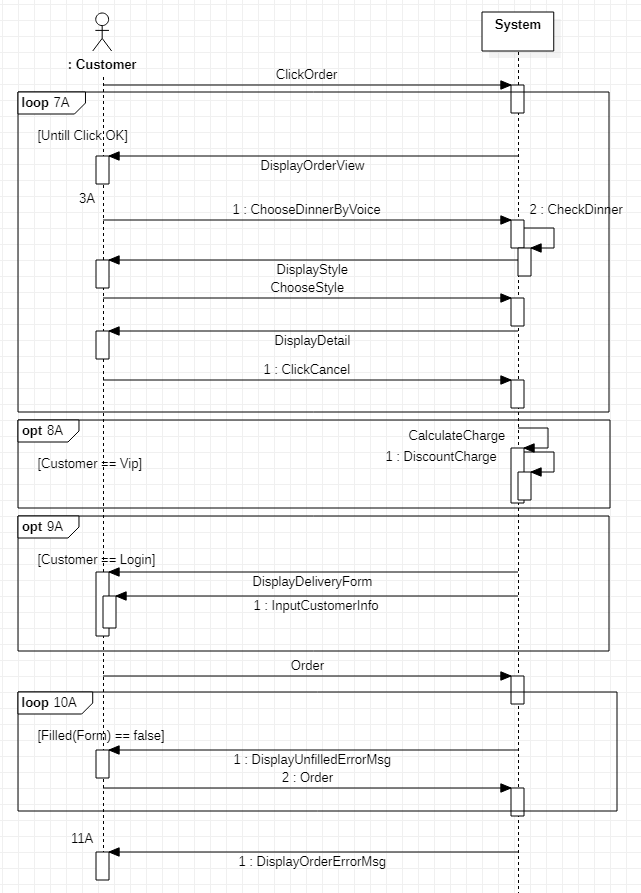 System
: Customer
ClickOrder
loop 7A
[Untill Click OK]
DisplayOrderView
3A
1 : ChooseDinnerByVoice
2 : CheckDinner
DisplayStyle
ChooseStyle
DisplayDetail
1 : ClickCancel
opt 8A
CalculateCharge
1 : DiscountCharge
[Customer == Vip]
opt 9A
[Customer == Login]
DisplayDeliveryForm
1 : InputCustomerInfo
Order
loop 10A
[Filled(Form) == false]
1 : DisplayUnfilledErrorMsg
2 : Order
11A
1 : DisplayOrderErrorMsg